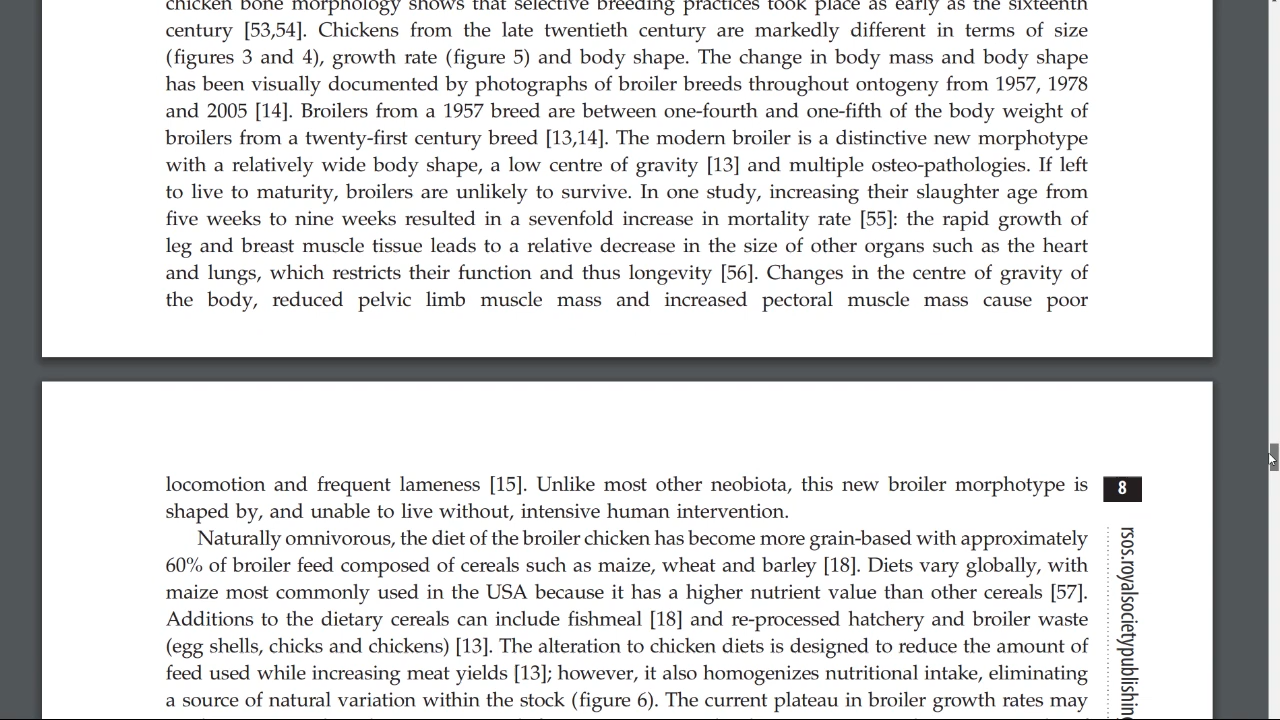 chicken bone morphology shows that selective breeding practices took place as early as the sixteenth
century [53,54]. Chickens from the late twentieth century are markedly different in terms of size
(figures 3 and 4), growth rate (figure 5) and body shape. The change in body mass and body shape
has been visually documented by photographs of broiler breeds throughout ontogeny from 1957, 1978
and 2005 [14]. Broilers from a 1957 breed are between one-fourth and one-fifth of the body weight of
broilers from a twenty-first century breed [13,14]. The modern broiler is a distinctive new morphotype
with a relatively wide body shape, a low centre of gravity [13] and multiple osteo-pathologies. If left
to live to maturity, broilers are unlikely to survive. In one study, increasing their slaughter age from
five weeks to nine weeks resulted in a sevenfold increase in mortality rate [55]: the rapid growth of
leg and breast muscle tissue leads to a relative decrease in the size of other organs such as the heart
and lungs, which restricts their function and thus longevity [56]. Changes in the centre of gravity of
the body, reduced pelvic limb muscle mass and increased pectoral muscle mass cause poor
locomotion and frequent lameness [15]. Unlike most other neobiota, this new broiler morphotype is
shaped by, and unable to live without, intensive human intervention.
Naturally omnivorous, the diet of the broiler chicken has become more grain-based with approximately
60% of broiler feed composed of cereals such as maize, wheat and barley [18]. Diets vary globally, with
maize most commonly used in the USA because it has a higher nutrient value than other cereals [57].
Additions to the dietary cereals can include fishmeal [18] and re-processed hatchery and broiler waste
(egg shells, chicks and chickens) [13]. The alteration to chicken diets is designed to reduce the amount of
feed used while increasing meat yields [13]; however, it also homogenizes nutritional intake, eliminating
a source of natural variation within the stock (figure 6). The current plateau in broiler growth rates may
8
rsos.royalsocietypublishing